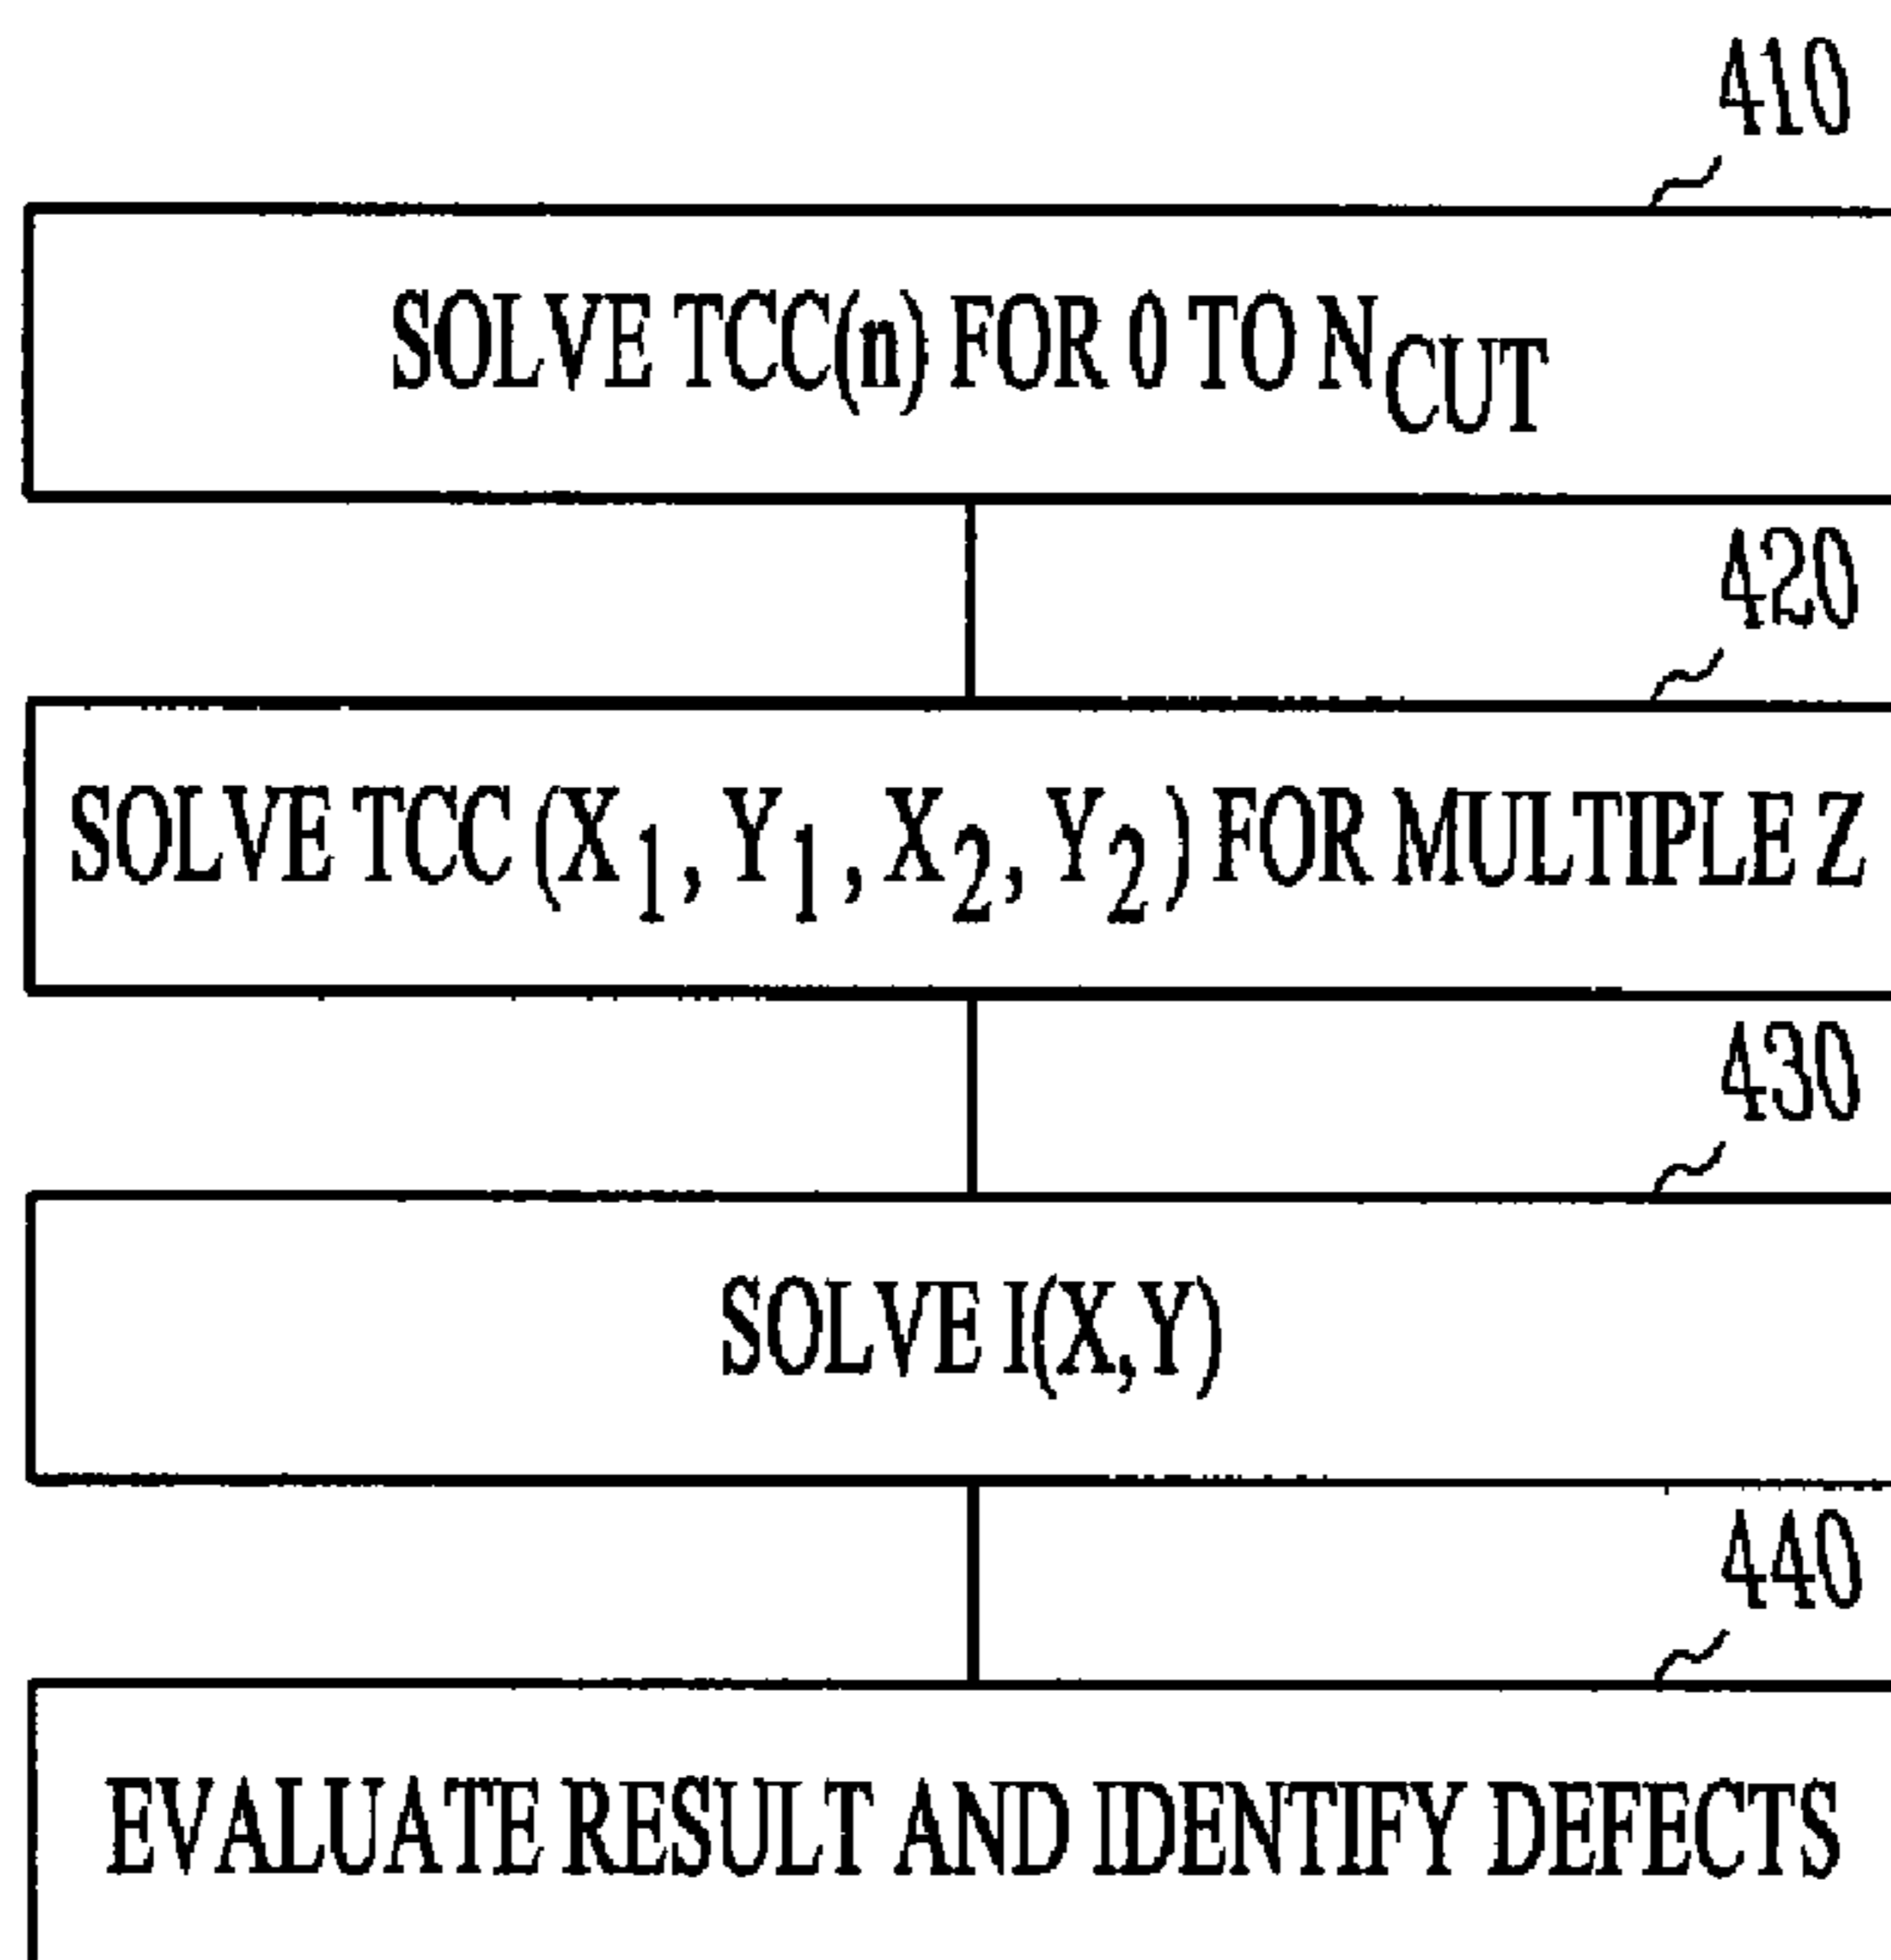 410
SOLVE TCC(n) FOR 0 TO N_CUT
420
SOLVE TCC (X_1, Y_1, X_2, Y_2) FOR MULTIPLE Z
430
SOLVE I(X,Y)
440
EVALUATE RESULT AND IDENTIFY DEFECTS